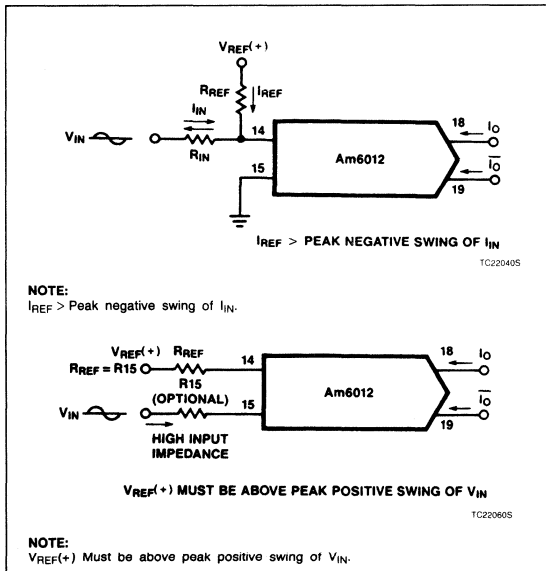 VREF(+)
RREF
IREF
IIN
VIN
RIN
14
15
Am6012
18
IO
IO
19
IREF > PEAK NEGATIVE SWING OF IIN
TC22040S
NOTE:
IREF > Peak negative swing of IIN.
VREF(+) RREF
RREF = R15
14
R15
(OPTIONAL)
VIN
15
HIGH INPUT
IMPEDANCE
Am6012
18
IO
IO
19
VREF(+) MUST BE ABOVE PEAK POSITIVE SWING OF VIN
TC22060S
NOTE:
VREF(+) Must be above peak positive swing of VIN.